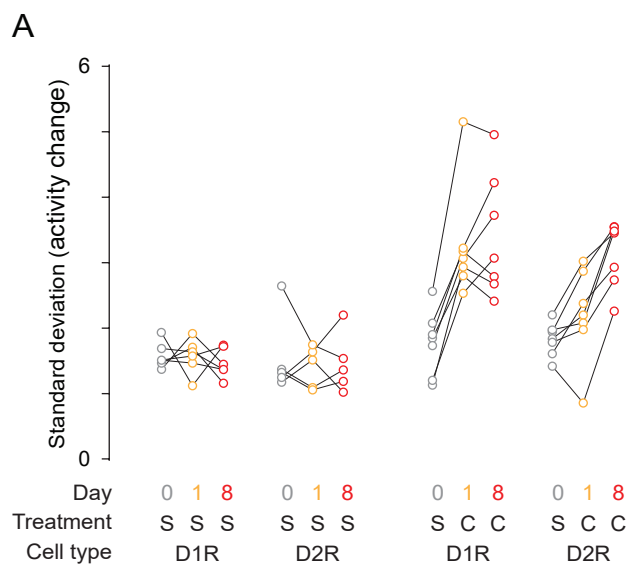 A
6
Standard deviation (activity change)
0
Day 0 1 8 0 1 8 0 1 8 0 1 8
Treatment S S S S S S S C C S C C
Cell type D1R D2R D1R D2R